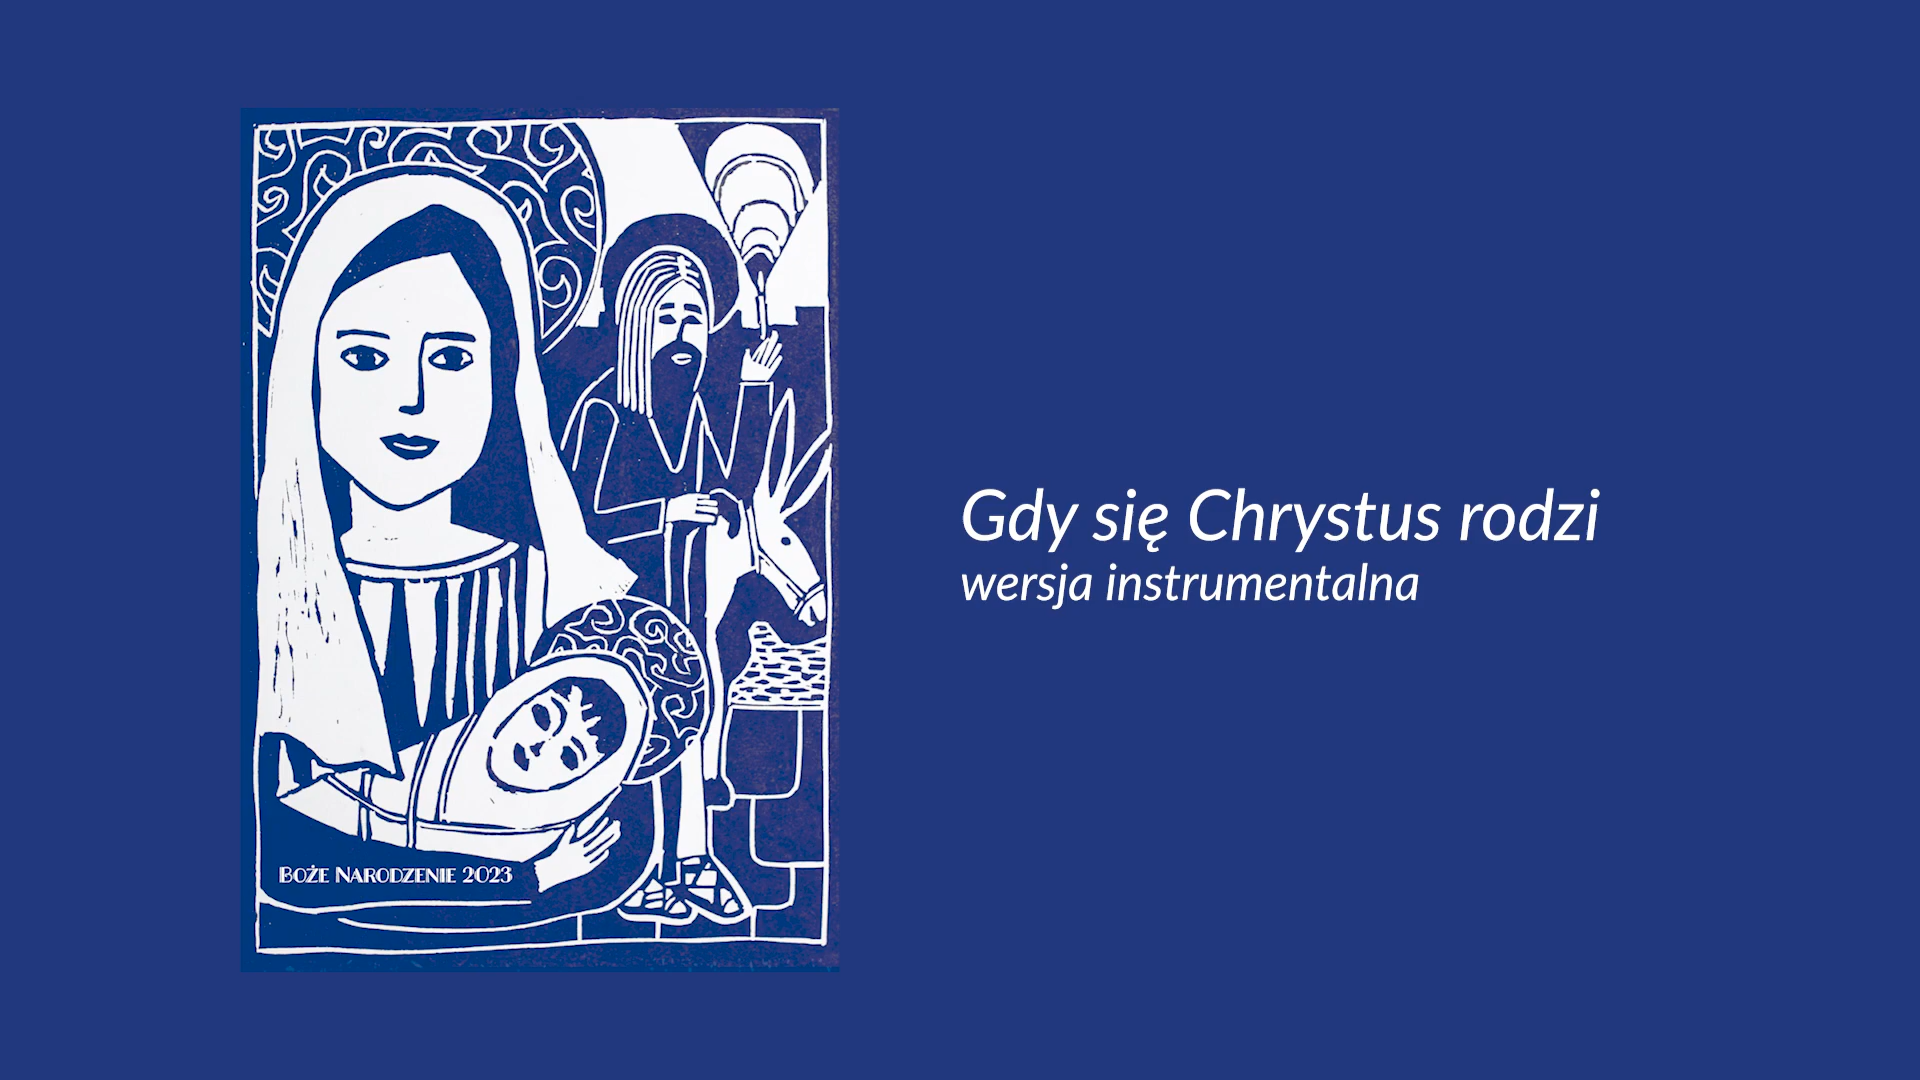 Gdy się Chrystus rodzi
wersja instrumentalna
Boże Narodzenie 2023